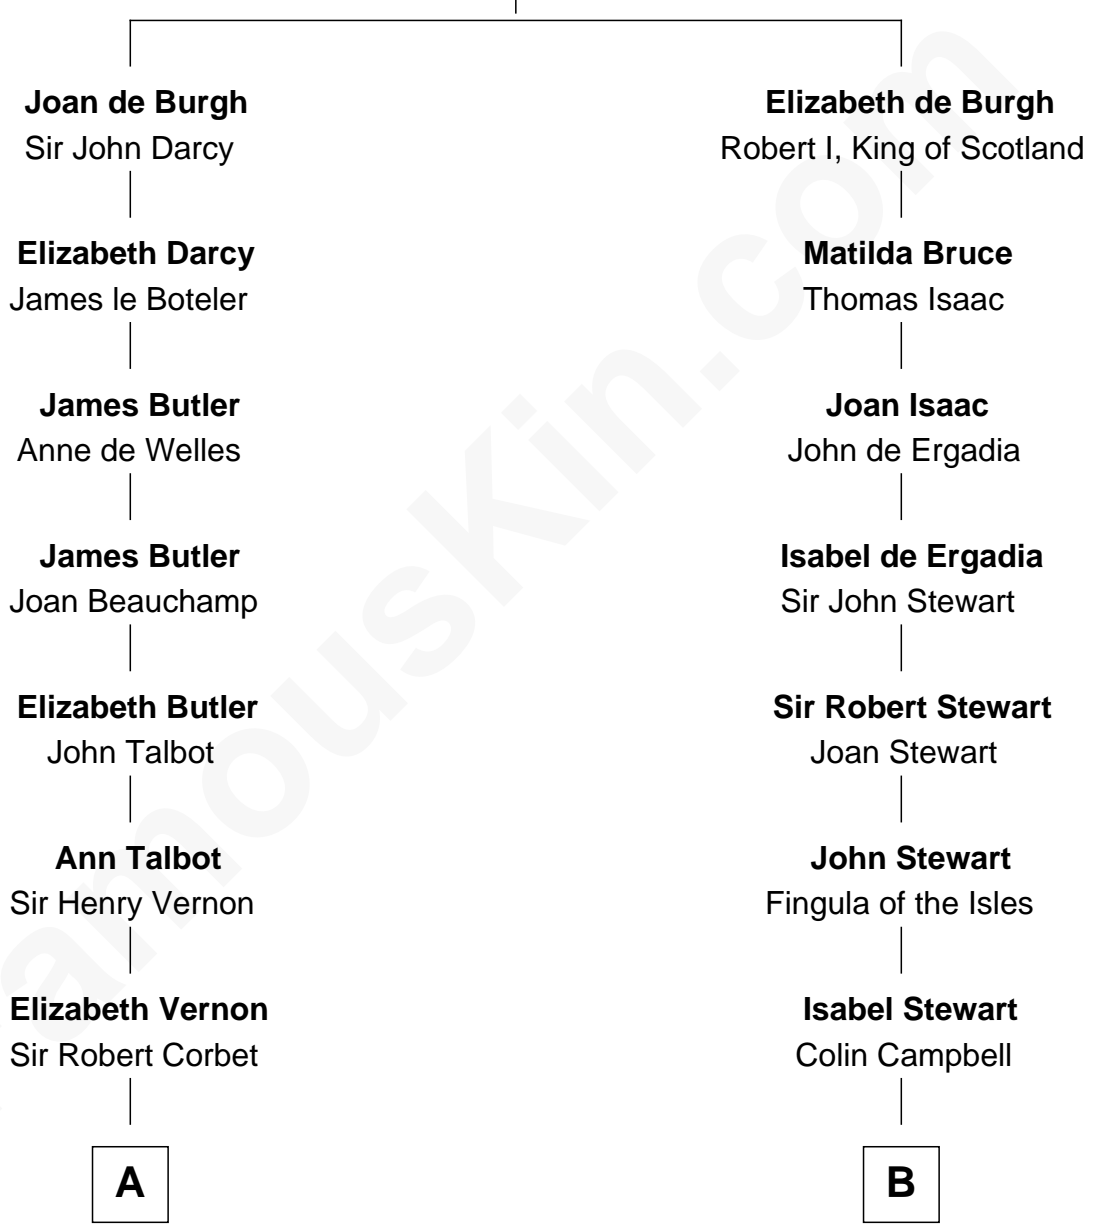 Joan de Burgh
Sir John Darcy
Elizabeth Darcy
James le Boteler
James Butler
Anne de Welles
James Butler
Joan Beauchamp
Elizabeth Butler
John Talbot
Ann Talbot
Sir Henry Vernon
Elizabeth Vernon
Sir Robert Corbet
A
Elizabeth de Burgh
Robert I, King of Scotland
Matilda Bruce
Thomas Isaac
Joan Isaac
John de Ergadia
Isabel de Ergadia
Sir John Stewart
Sir Robert Stewart
Joan Stewart
John Stewart
Fingula of the Isles
Isabel Stewart
Colin Campbell
B
amousKin.com